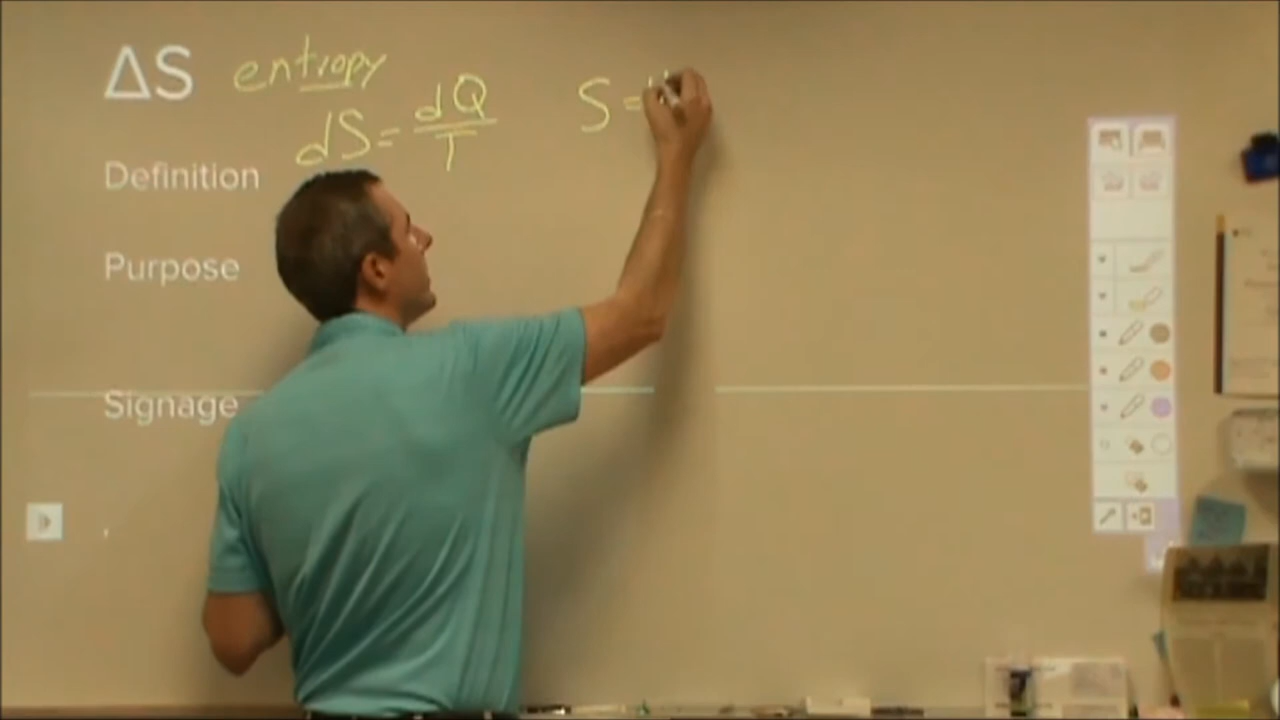 ΔS entropy
dS = dQ/T S =
Definition
Purpose
Signage